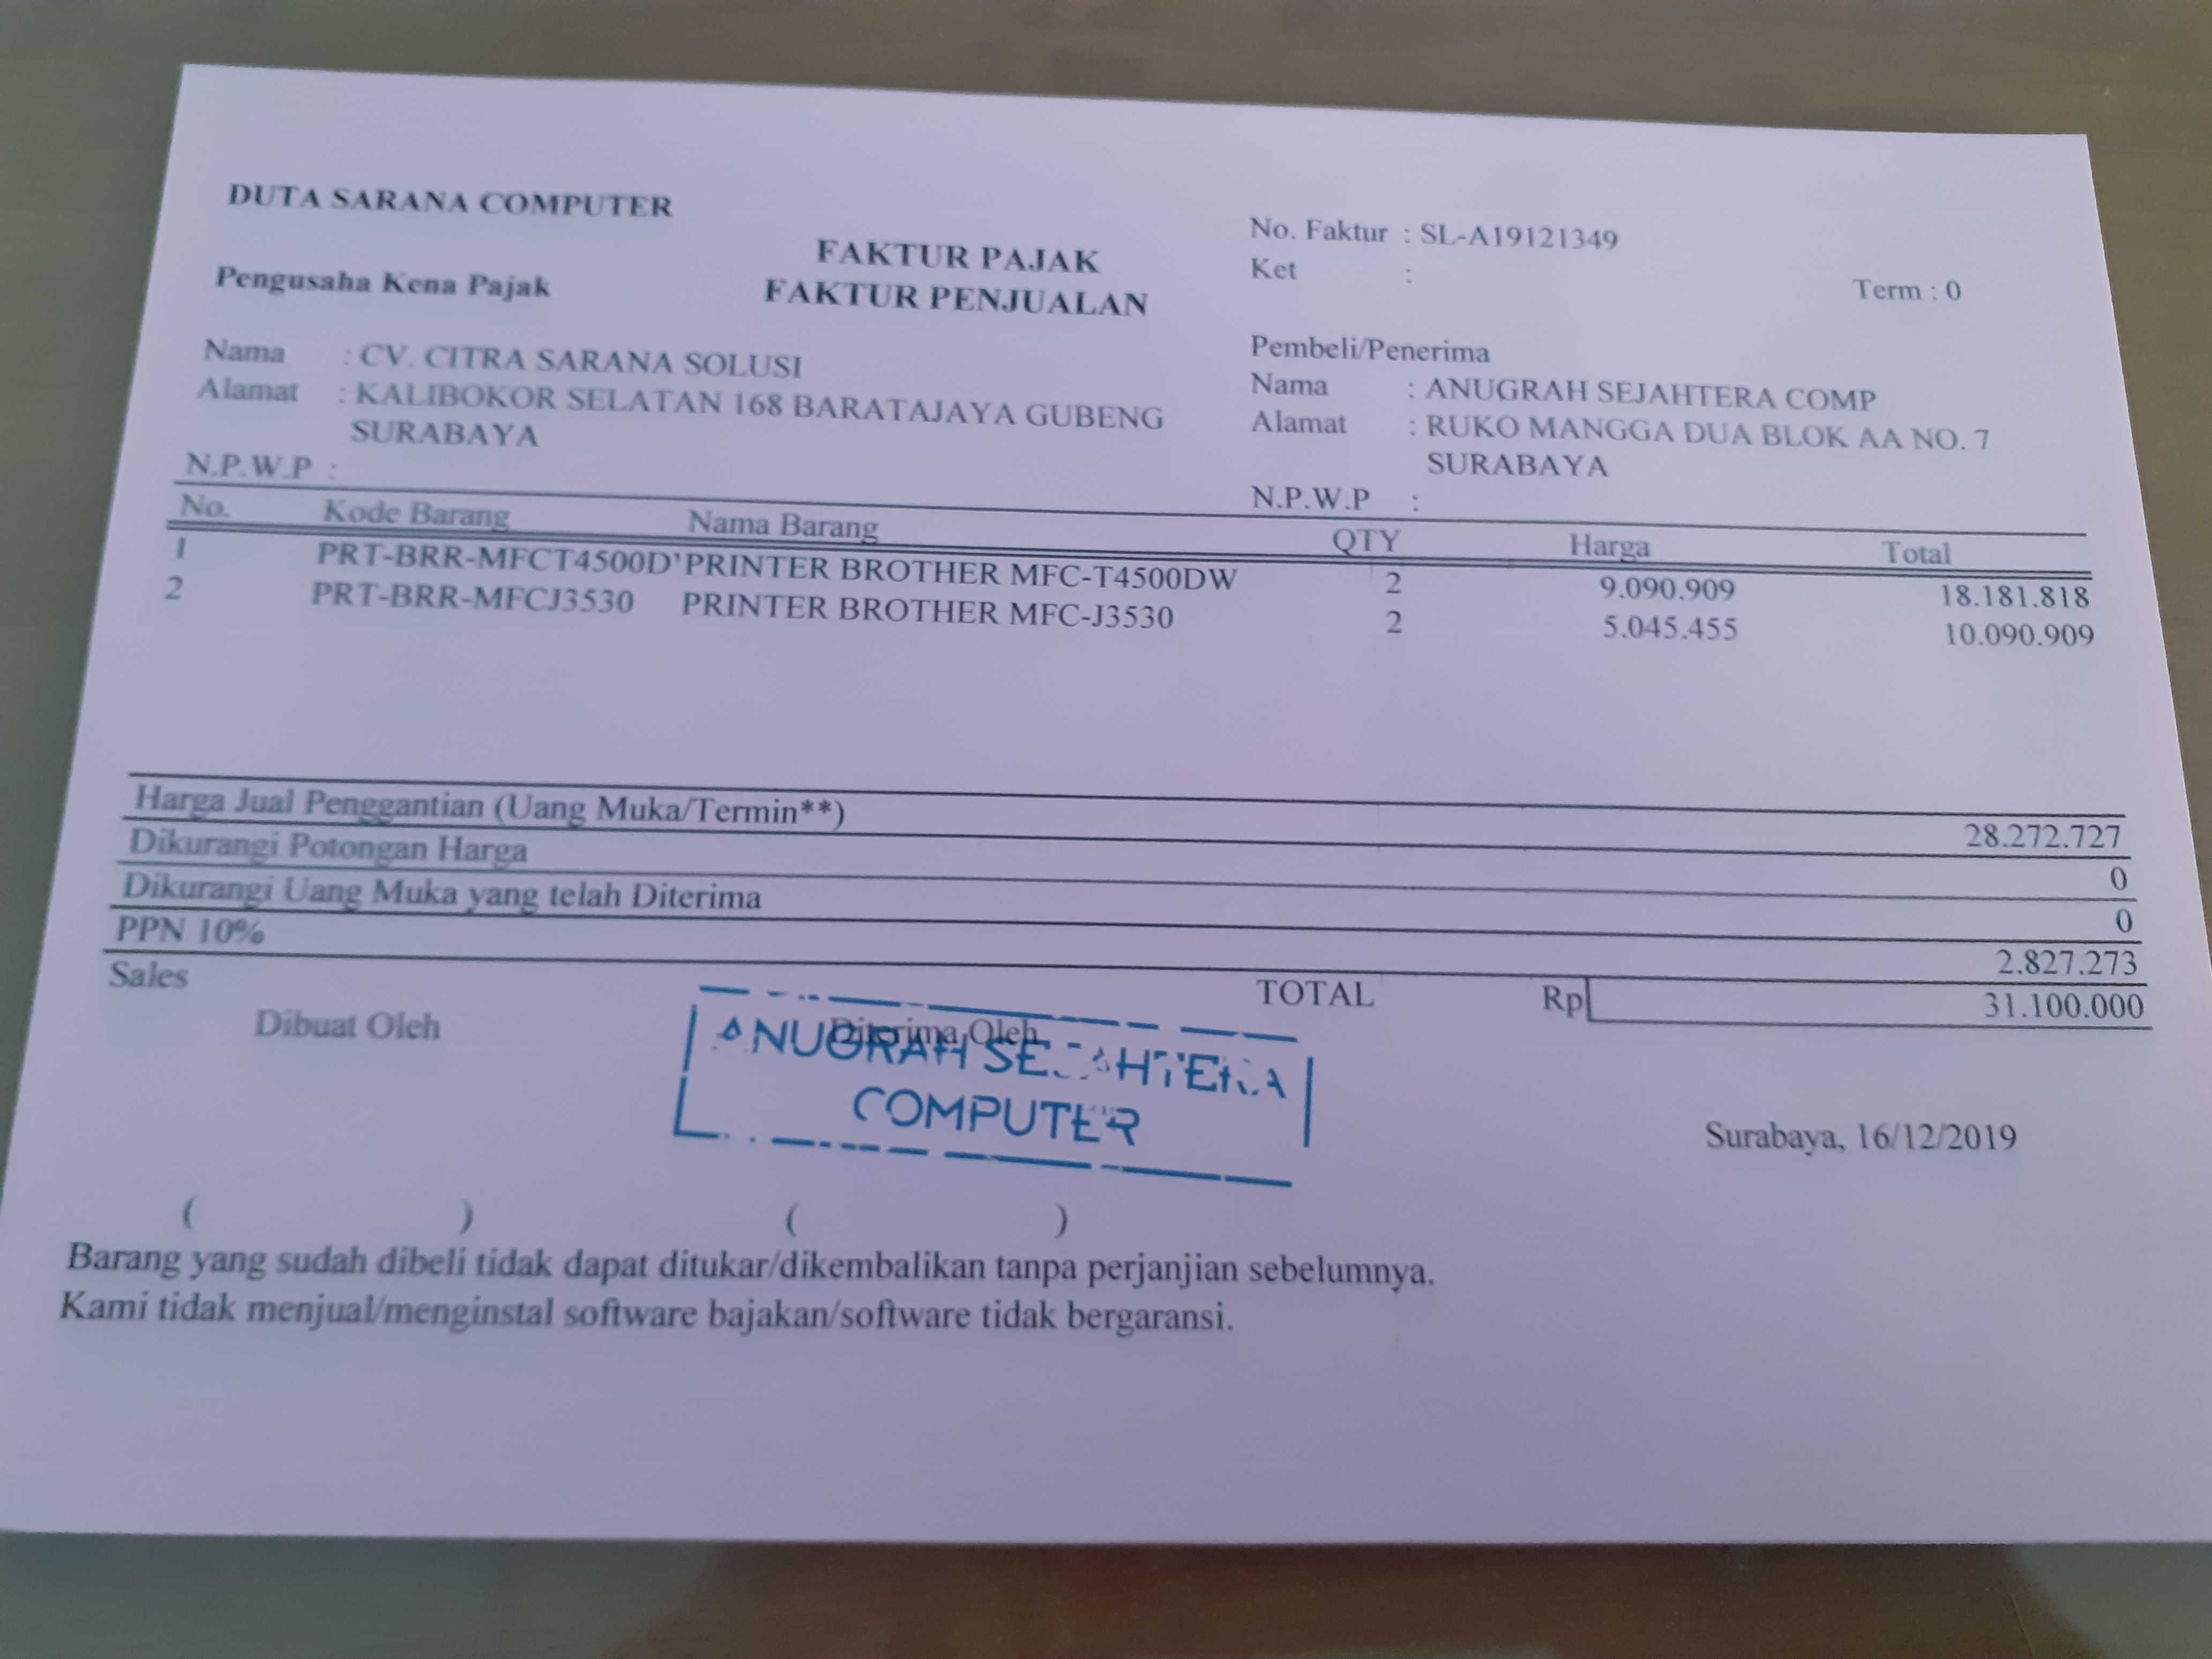 DUTA SARANA COMPUTER
FAKTUR PAJAK
FAKTUR PENJUALAN
No. Faktur : SL-A19121349
Ket :
Term : 0
Pengusaha Kena Pajak
Nama : CV. CITRA SARANA SOLUSI
Alamat : KALIBOKOR SELATAN 168 BARATAJAYA GUBENG
SURABAYA
N.P.W.P :
Pembeli/Penerima
Nama : ANUGRAH SEJAHTERA COMP
Alamat : RUKO MANGGA DUA BLOK AA NO. 7
SURABAYA
N.P.W.P :
No. Kode Barang Nama Barang QTY Harga Total
1 PRT-BRR-MFCT4500D'PRINTER BROTHER MFC-T4500DW 2 9.090.909 18.181.818
2 PRT-BRR-MFCJ3530 PRINTER BROTHER MFC-J3530 2 5.045.455 10.090.909
Harga Jual Penggantian (Uang Muka/Termin**) 28.272.727
Dikurangi Potongan Harga 0
Dikurangi Uang Muka yang telah Diterima 0
PPN 10% 2.827.273
Sales TOTAL Rp 31.100.000
Dibuat Oleh Diterima Oleh
ANUGRAH SEJAHTERA
COMPUTER
Surabaya, 16/12/2019
( ) ( )
Barang yang sudah dibeli tidak dapat ditukar/dikembalikan tanpa perjanjian sebelumnya.
Kami tidak menjual/menginstal software bajakan/software tidak bergaransi.